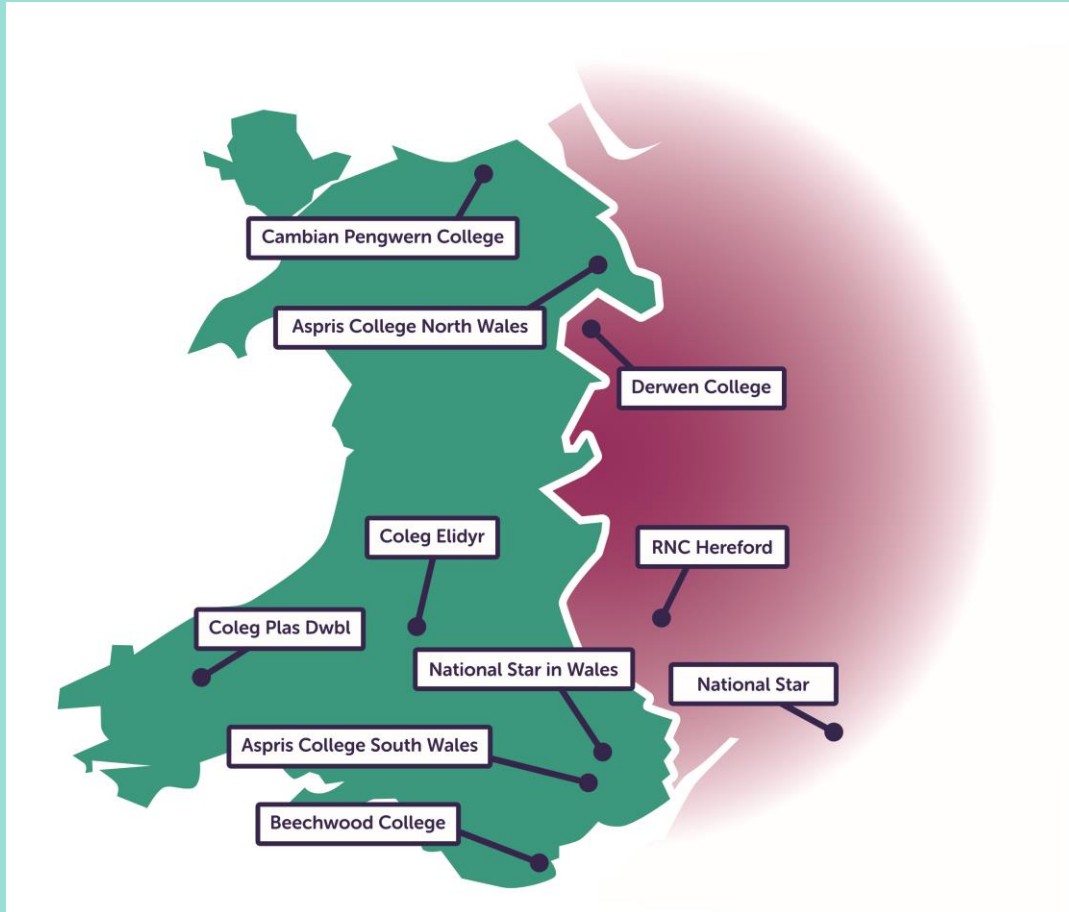 Cambian Pengwern College
Aspris College North Wales
Derwen College
Coleg Elidyr
RNC Hereford
Coleg Plas Dwbl
National Star in Wales
National Star
Aspris College South Wales
Beechwood College